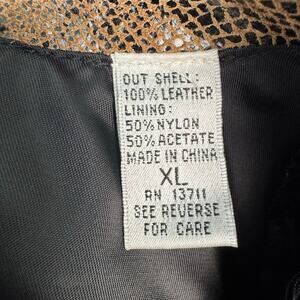 OUT SHELL:
100% LEATHER
LINING:
50% NYLON
50% ACETATE
MADE IN CHINA
XL
RN 13711
SEE REVERSE
FOR CARE